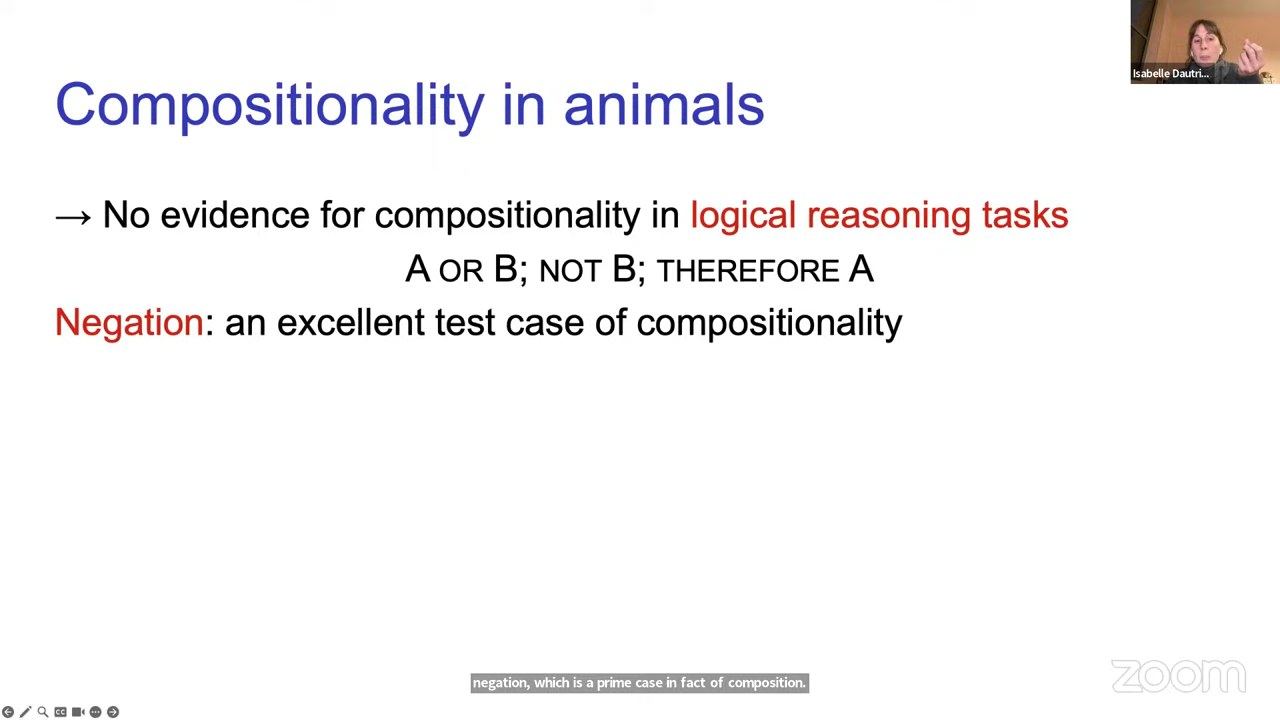 Isabelle Dautri...
Compositionality in animals
→ No evidence for compositionality in logical reasoning tasks
A OR B; NOT B; THEREFORE A
Negation: an excellent test case of compositionality
negation, which is a prime case in fact of composition.
zoom
CC